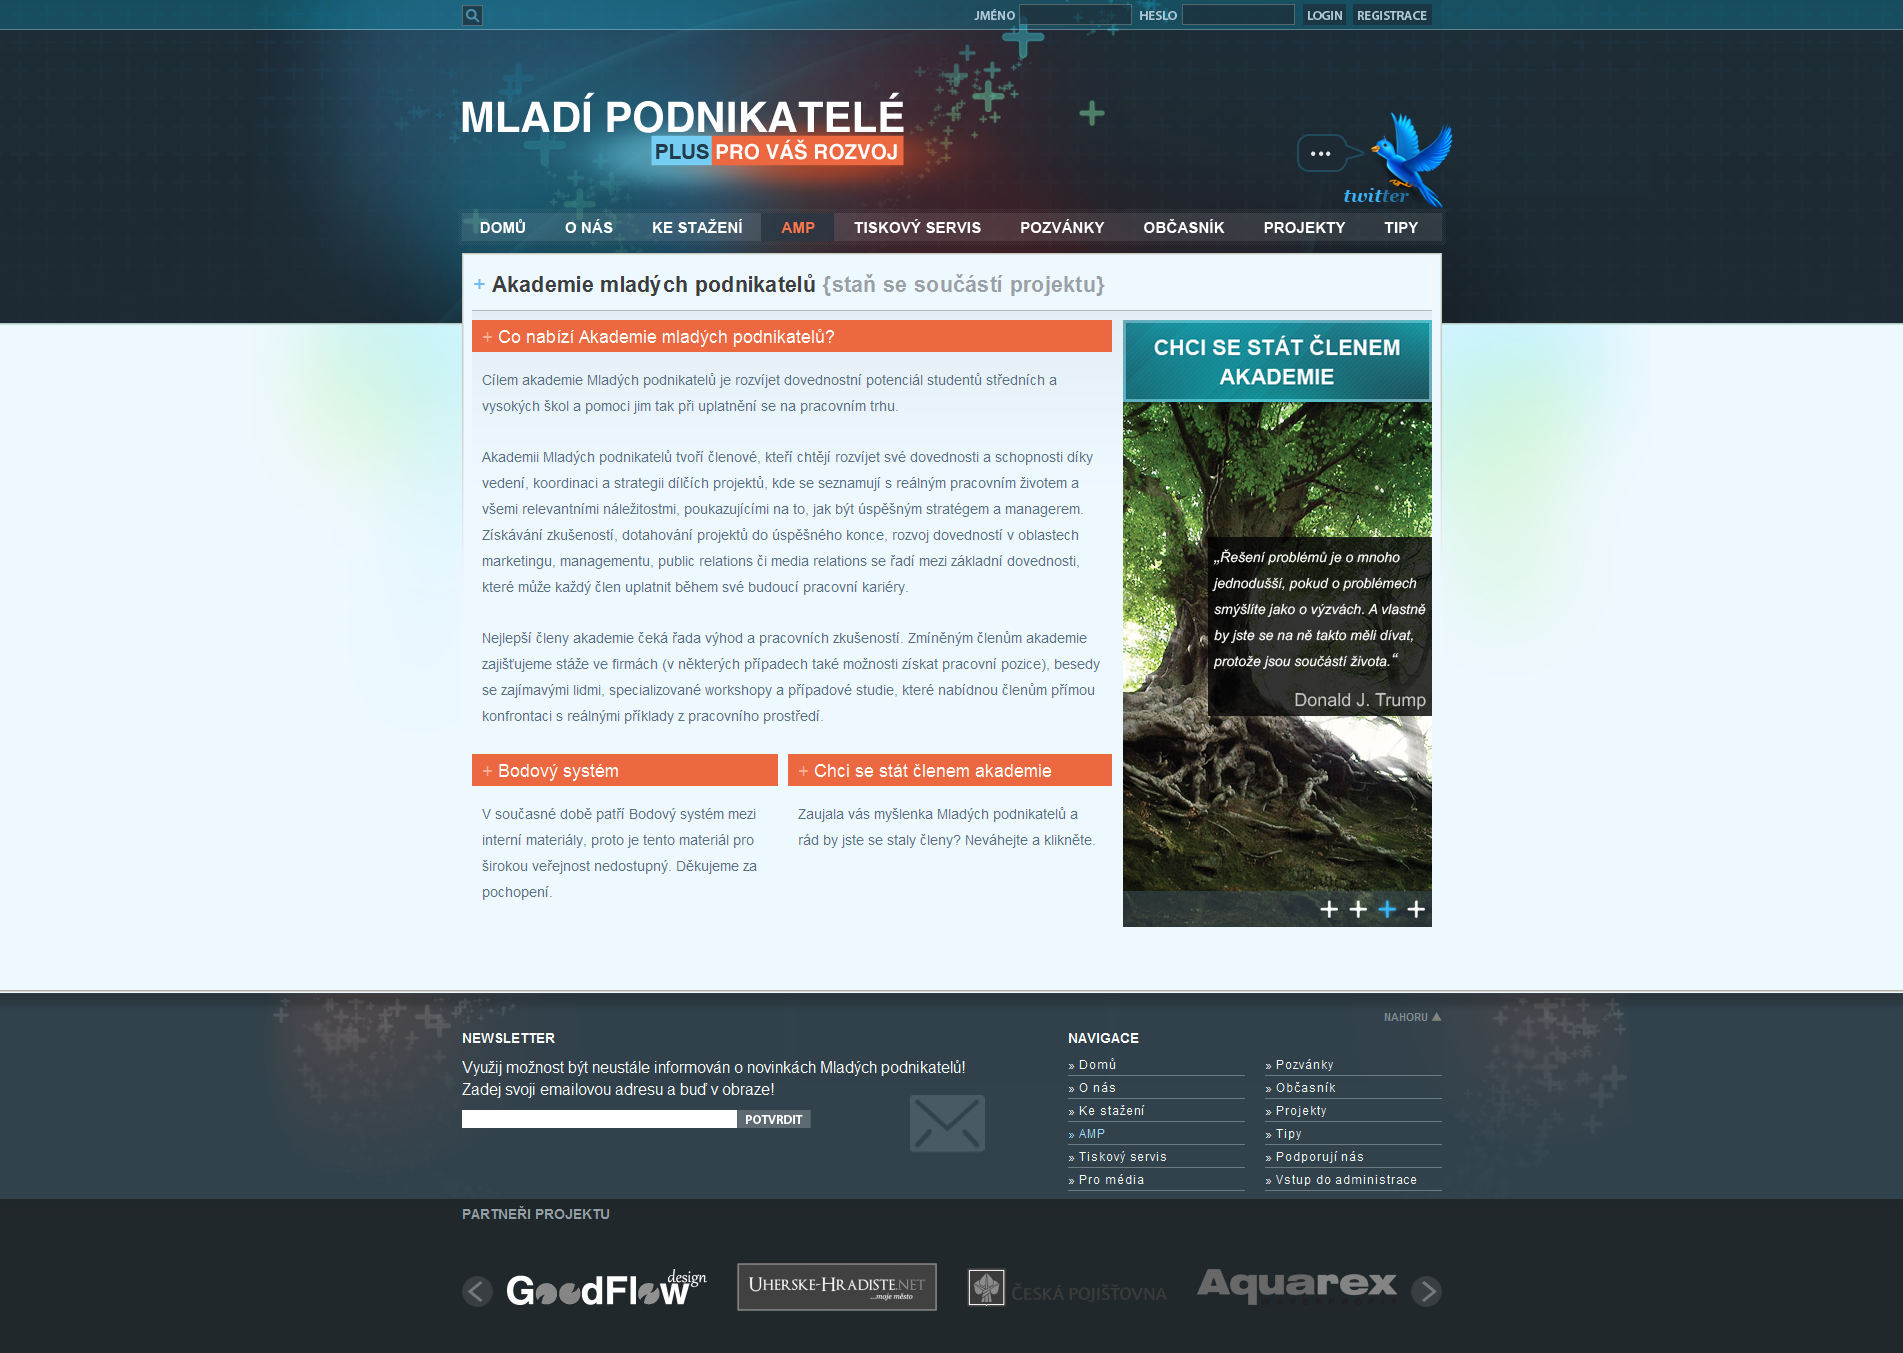 JMÉNO HESLO LOGIN REGISTRACE
MLADÍ PODNIKATELÉ
PLUS PRO VÁŠ ROZVOJ
...
twitter
DOMŮ O NÁS KE STAŽENÍ AMP TISKOVÝ SERVIS POZVÁNKY OBČASNÍK PROJEKTY TIPY
+ Akademie mladých podnikatelů {staň se součástí projektu}
+ Co nabízí Akademie mladých podnikatelů?
Cílem akademie Mladých podnikatelů je rozvíjet dovednostní potenciál studentů středních a
vysokých škol a pomoci jim tak při uplatnění se na pracovním trhu.
Akademii Mladých podnikatelů tvoří členové, kteří chtějí rozvíjet své dovednosti a schopnosti díky
vedení, koordinaci a strategii dílčích projektů, kde se seznamují s reálným pracovním životem a
všemi relevantními náležitostmi, poukazujícími na to, jak být úspěšným stratégem a managerem.
Získávání zkušeností, dotahování projektů do úspěšného konce, rozvoj dovedností v oblastech
marketingu, managementu, public relations či media relations se řadí mezi základní dovednosti,
které může každý člen uplatnit během své budoucí pracovní kariéry.
Nejlepší členy akademie čeká řada výhod a pracovních zkušeností. Zmíněným členům akademie
zajišťujeme stáže ve firmách (v některých případech také možnosti získat pracovní pozice), besedy
se zajímavými lidmi, specializované workshopy a případové studie, které nabídnou členům přímou
konfrontaci s reálnými příklady z pracovního prostředí.
+ Bodový systém
V současné době patří Bodový systém mezi
interní materiály, proto je tento materiál pro
širokou veřejnost nedostupný. Děkujeme za
pochopení.
+ Chci se stát členem akademie
Zaujala vás myšlenka Mladých podnikatelů a
rád by jste se staly členy? Neváhejte a klikněte.
CHCI SE STÁT ČLENEM
AKADEMIE
„Řešení problémů je o mnoho
jednodušší, pokud o problémech
smýšlíte jako o výzvách. A vlastně
by jste se na ně takto měli dívat,
protože jsou součástí života.“
Donald J. Trump
NAHORU
NEWSLETTER
Využij možnost být neustále informován o novinkách Mladých podnikatelů!
Zadej svoji emailovou adresu a buď v obraze!
POTVRDIT
NAVIGACE
» Domů
» O nás
» Ke stažení
» AMP
» Tiskový servis
» Pro média
» Pozvánky
» Občasník
» Projekty
» Tipy
» Podporují nás
» Vstup do administrace
PARTNEŘI PROJEKTU
GoodFlow design
UHERSKE-HRADISTE.NET
...moje město
ČESKÁ POJIŠŤOVNA
Aquarex